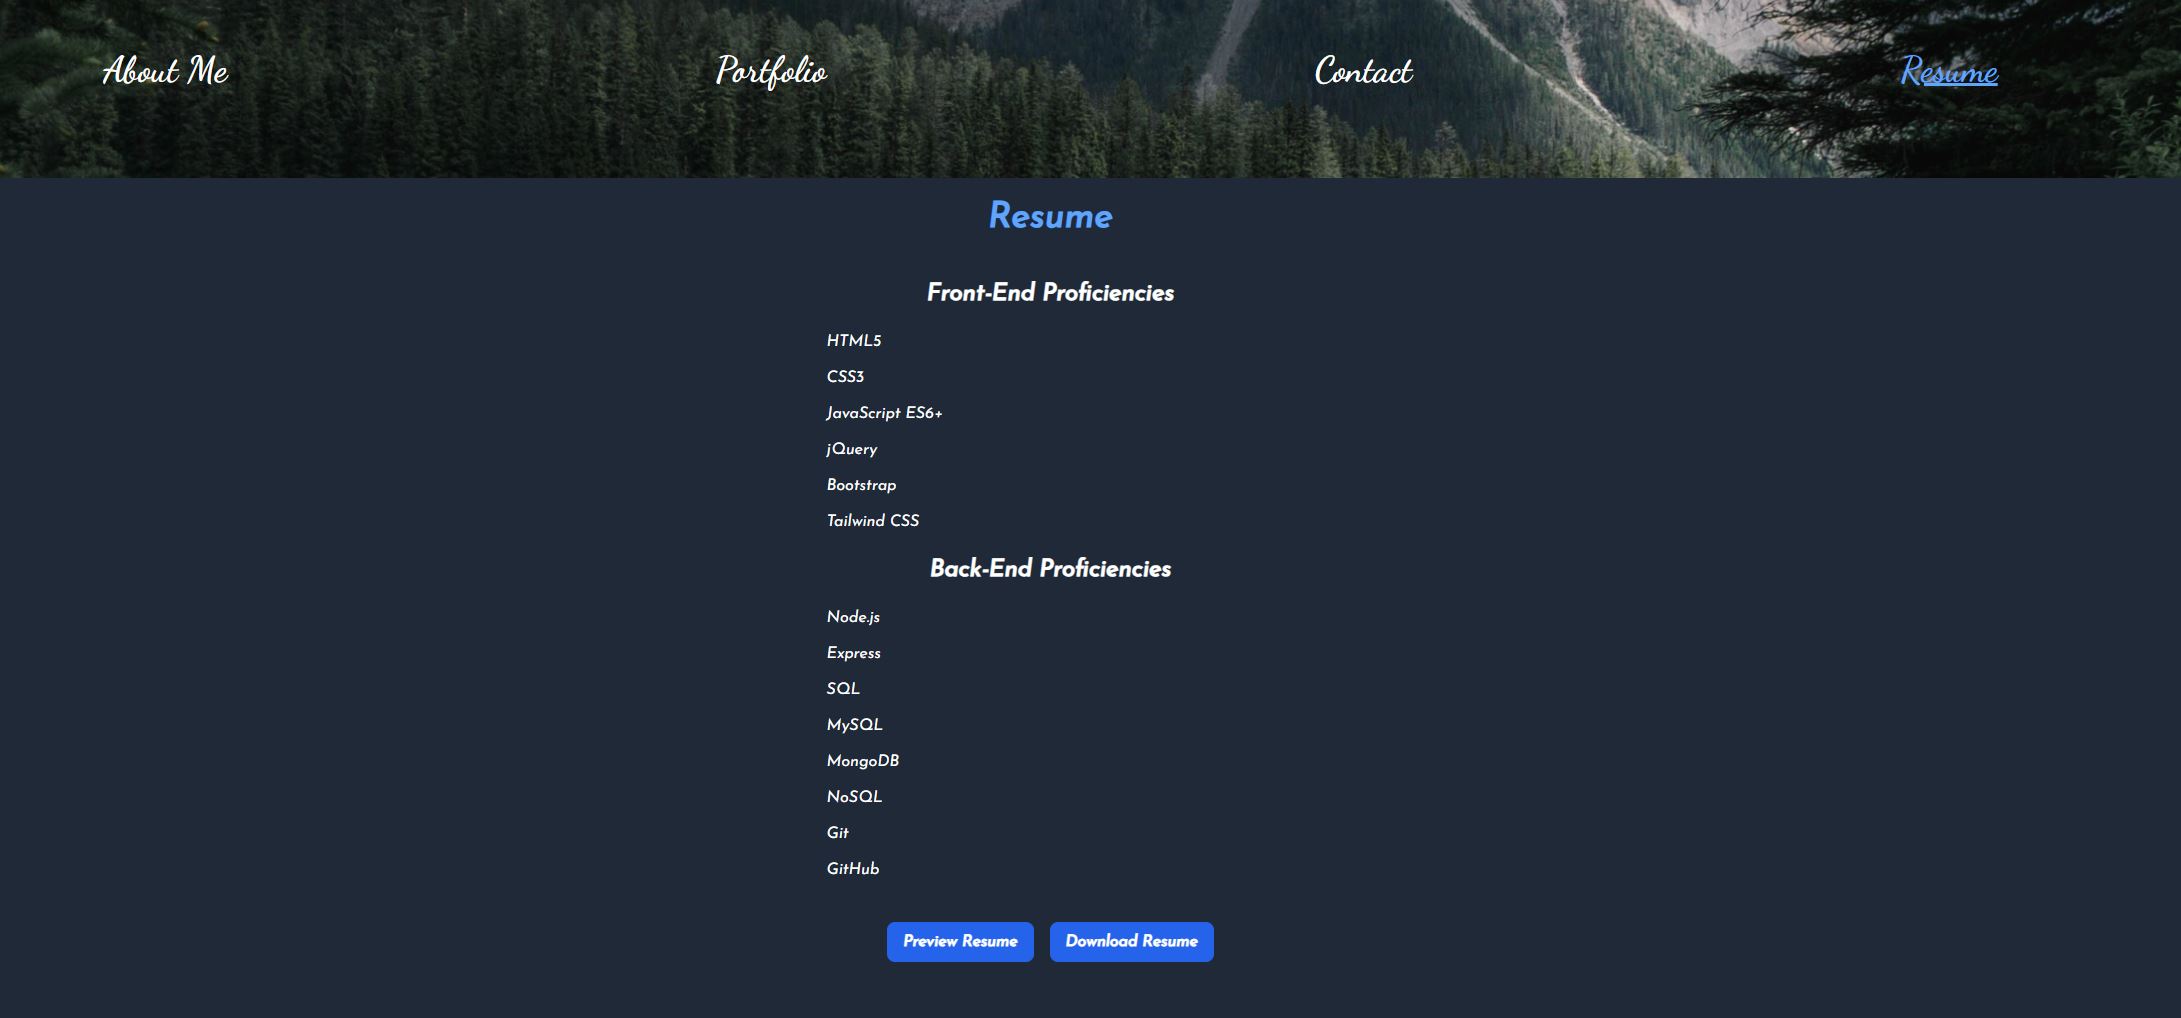 About Me Portfolio Contact Resume
Resume
Front-End Proficiencies
HTML5
CSS3
JavaScript ES6+
jQuery
Bootstrap
Tailwind CSS
Back-End Proficiencies
Node.js
Express
SQL
MySQL
MongoDB
NoSQL
Git
GitHub
Preview Resume Download Resume